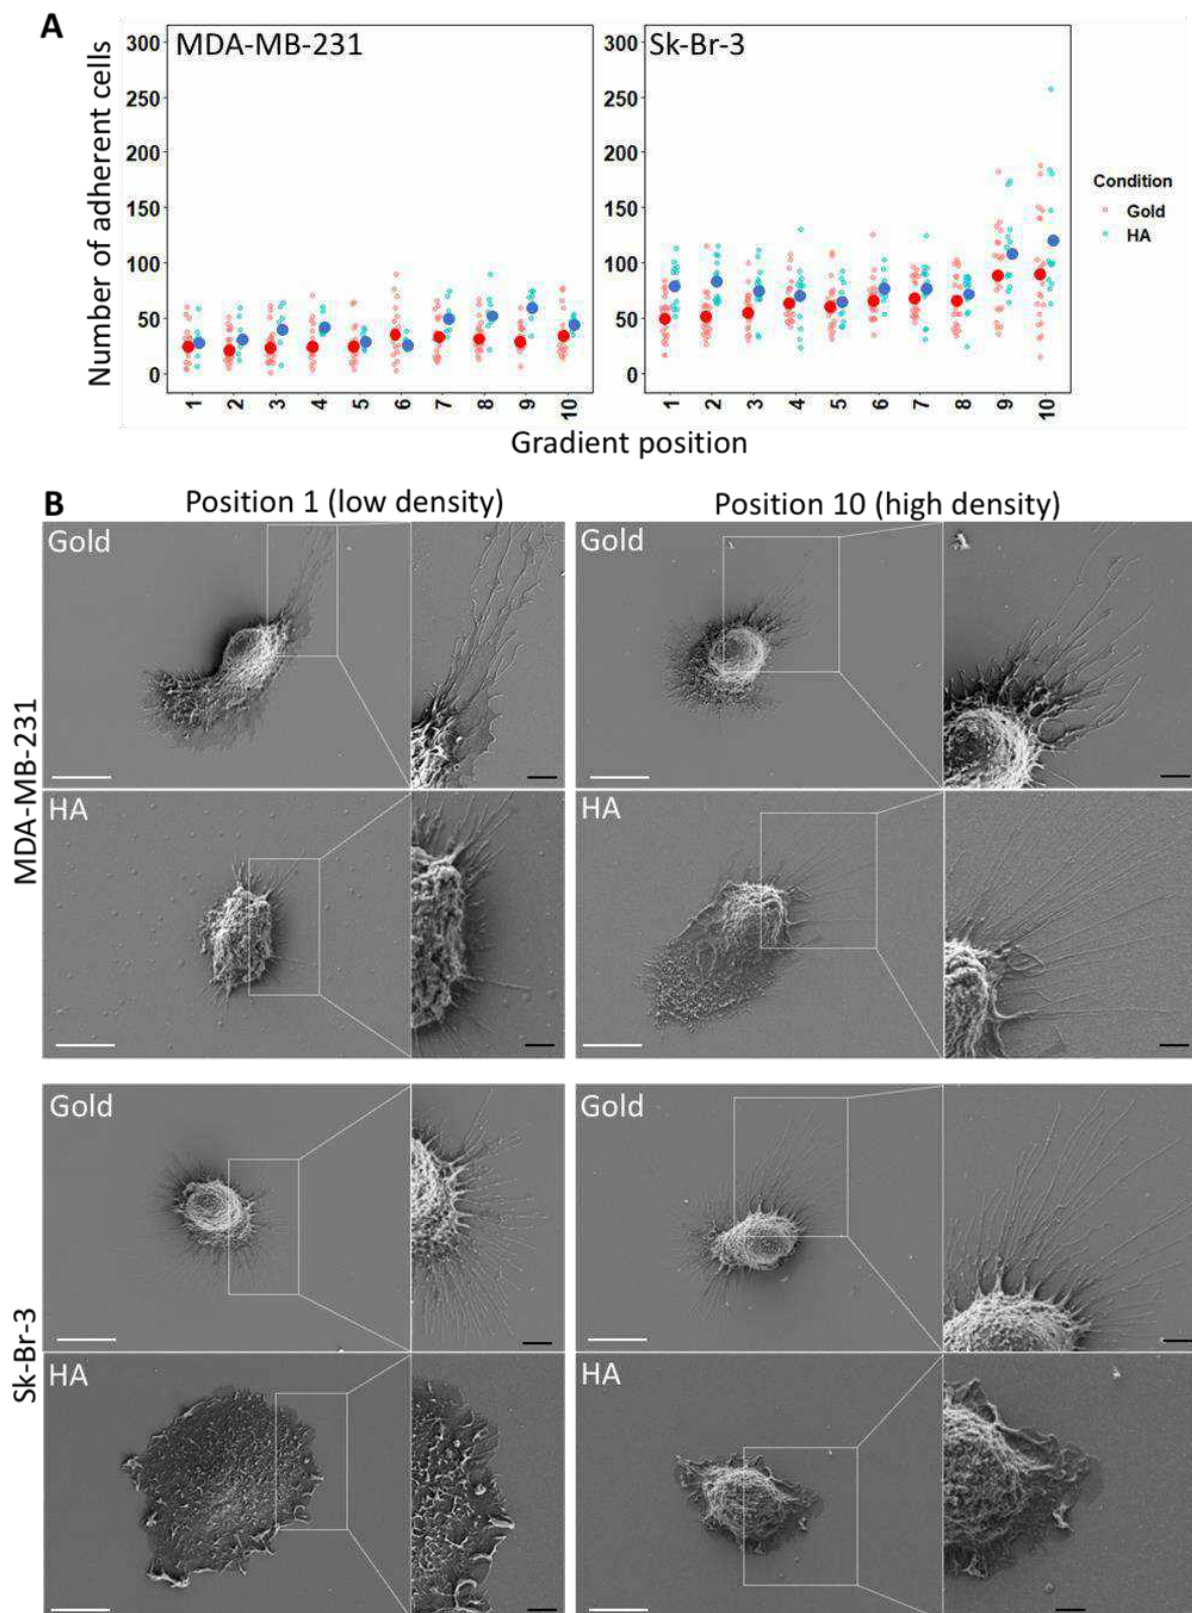 A
MDA-MB-231
Sk-Br-3
Number of adherent cells
300
250
200
150
100
50
0
300
250
200
150
100
50
0
1 2 3 4 5 6 7 8 9 10
1 2 3 4 5 6 7 8 9 10
Gradient position
Condition
Gold
HA
B
Position 1 (low density)
Position 10 (high density)
MDA-MB-231
Gold
Gold
HA
HA
Sk-Br-3
Gold
Gold
HA
HA